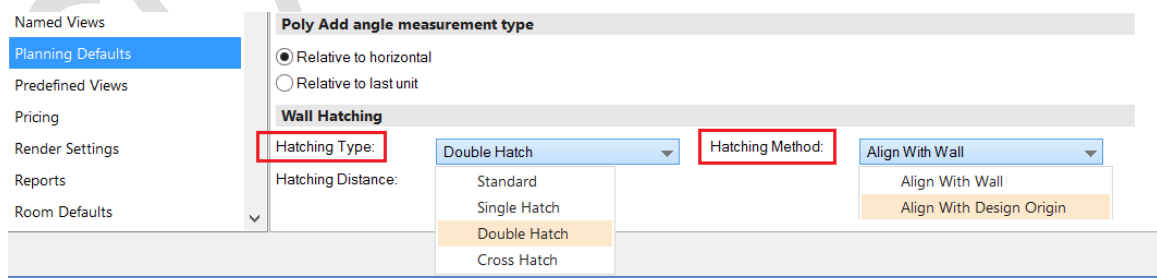 Named Views
Planning Defaults
Predefined Views
Pricing
Render Settings
Reports
Room Defaults
Poly Add angle measurement type
Relative to horizontal
Relative to last unit
Wall Hatching
Hatching Type:
Double Hatch
Hatching Method:
Align With Wall
Hatching Distance:
Standard
Single Hatch
Double Hatch
Cross Hatch
Align With Wall
Align With Design Origin